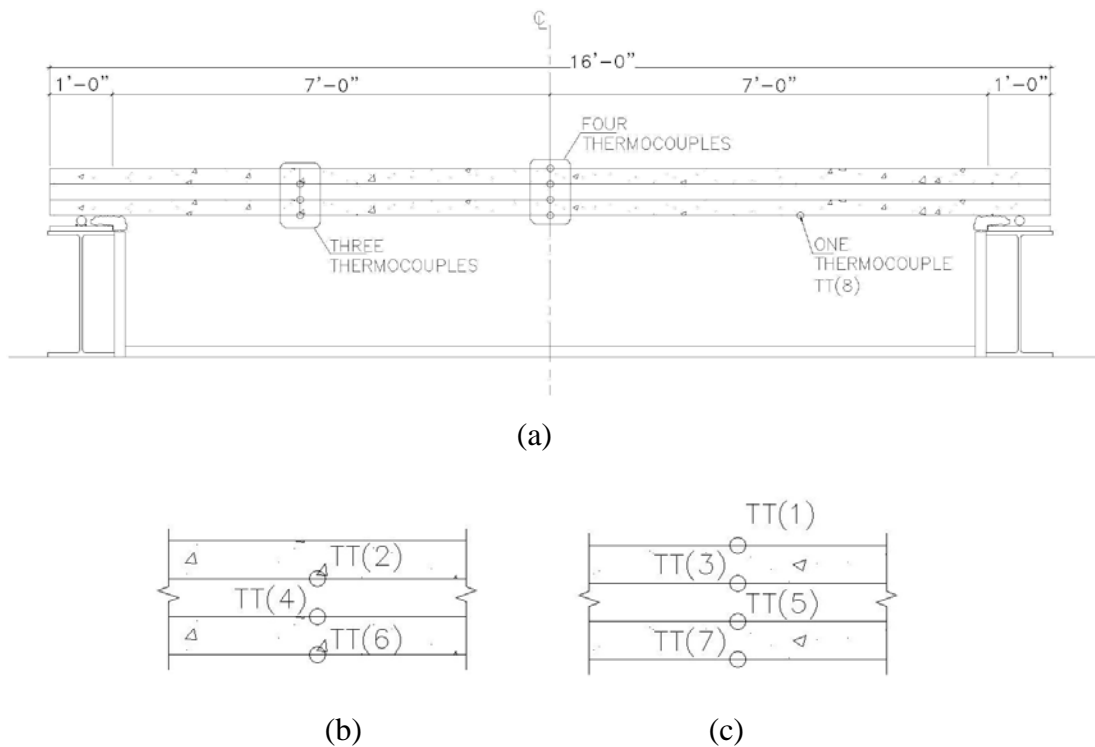 ℄
16'-0"
1'-0" 7'-0" 7'-0" 1'-0"
FOUR
THERMOCOUPLES
THREE
THERMOCOUPLES
ONE
THERMOCOUPLE
TT(8)
(a)
TT(2)
TT(4)
TT(6)
TT(1)
TT(3)
TT(5)
TT(7)
(b)
(c)